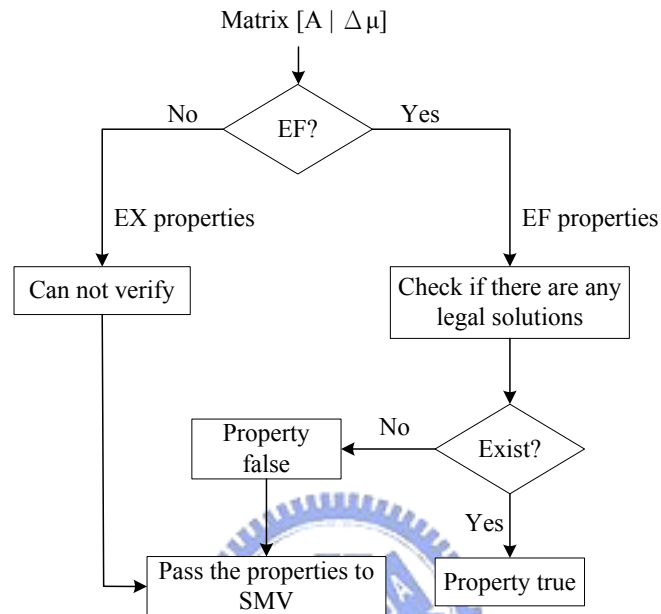 Matrix [A | Δμ]
No
EF?
Yes
EX properties
EF properties
Can not verify
Check if there are any
legal solutions
No
Property
false
Exist?
Yes
Pass the properties to
SMV
Property true